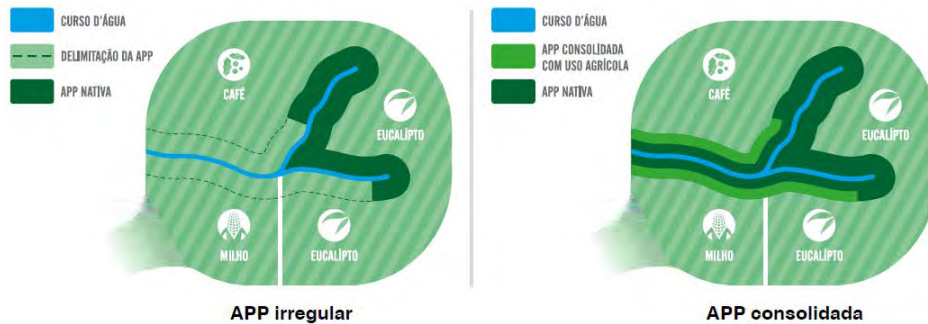 CURSO D'ÁGUA
DELIMITAÇÃO DA APP
APP NATIVA
CAFÉ
EUCALÍPTO
MILHO
EUCALÍPTO
APP irregular
CURSO D'ÁGUA
APP CONSOLIDADA
COM USO AGRÍCOLA
APP NATIVA
CAFÉ
EUCALÍPTO
MILHO
EUCALÍPTO
APP consolidada